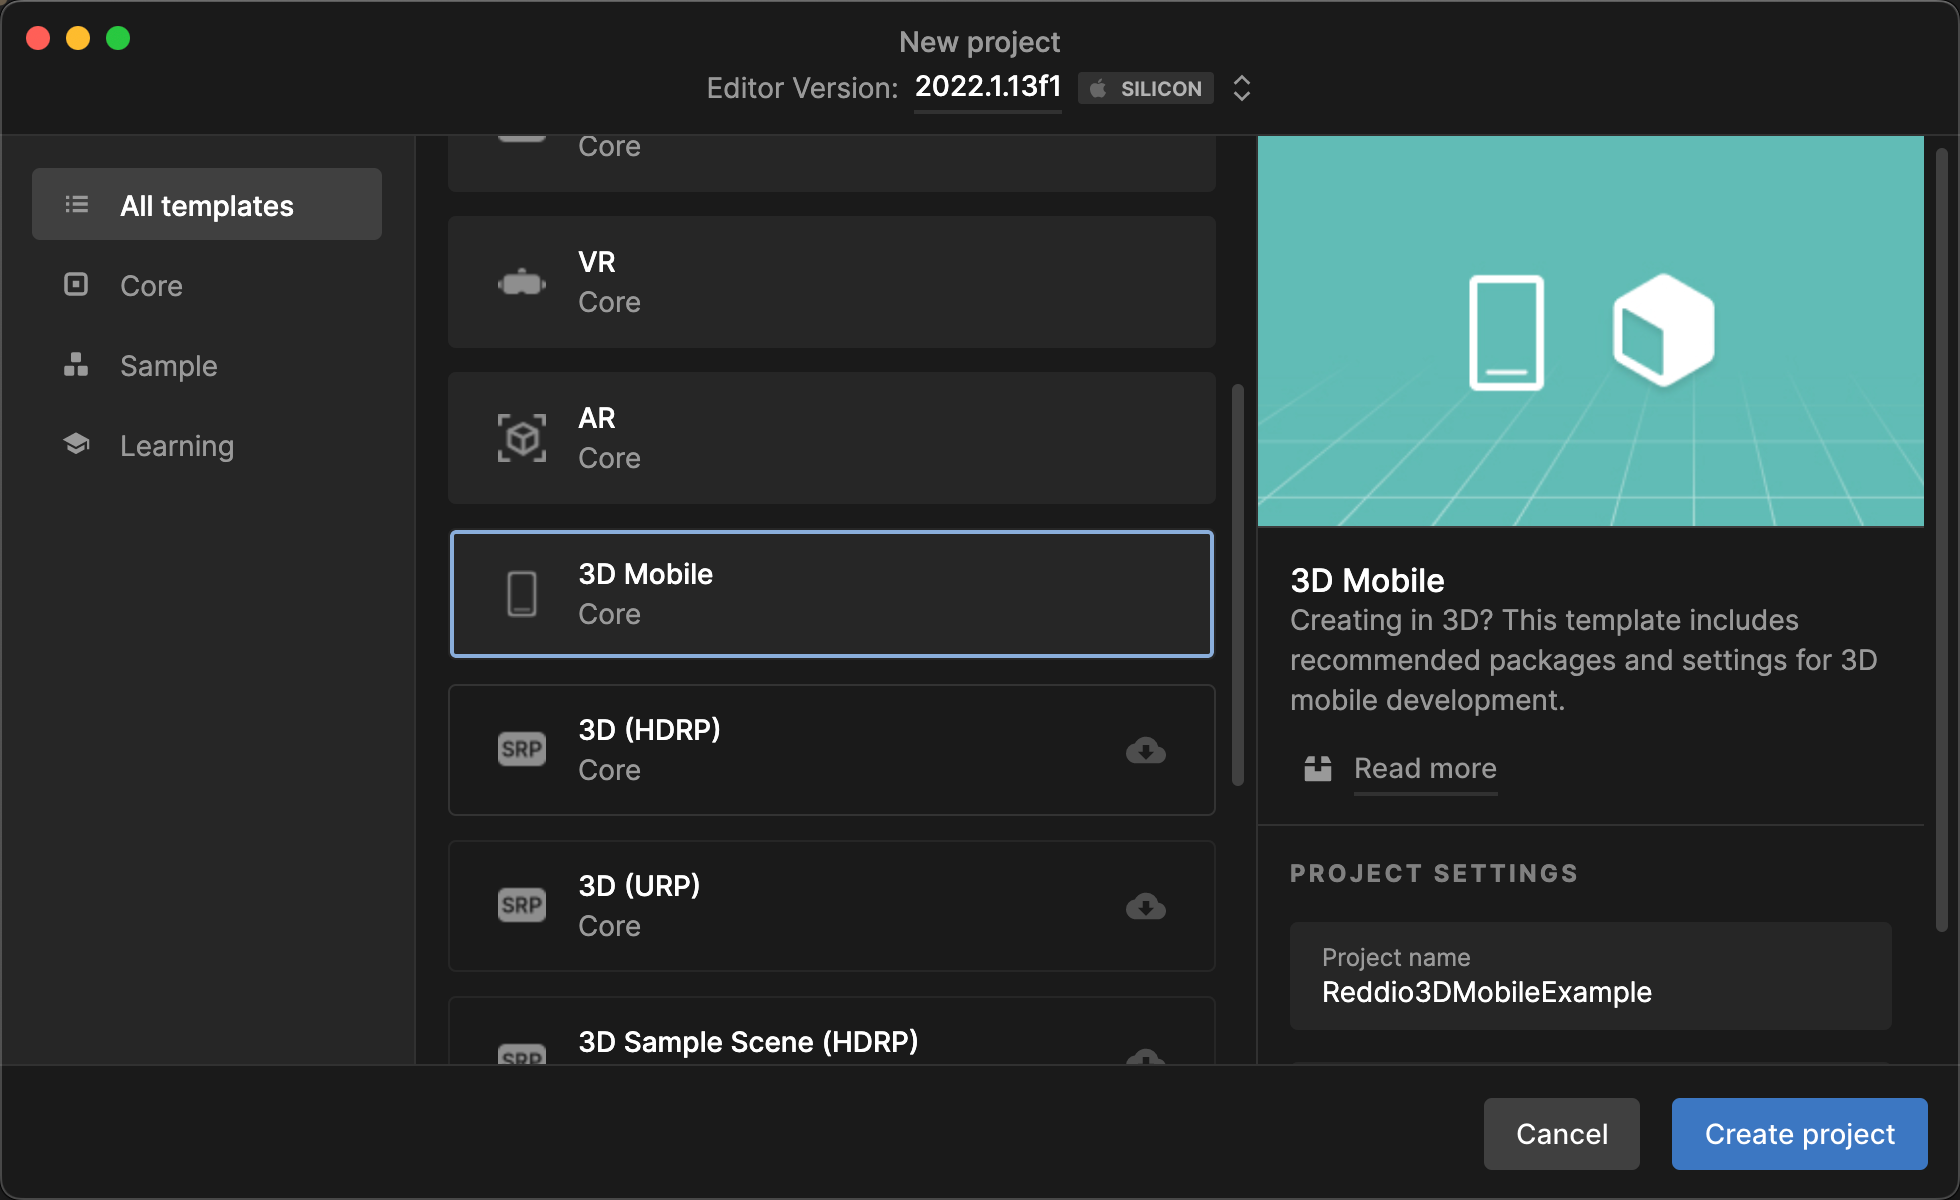 New project
Editor Version: 2022.1.13f1 SILICON
All templates
Core
Sample
Learning
Core
VR
Core
AR
Core
3D Mobile
Core
SRP
3D (HDRP)
Core
SRP
3D (URP)
Core
SRP
3D Sample Scene (HDRP)
3D Mobile
Creating in 3D? This template includes
recommended packages and settings for 3D
mobile development.
Read more
PROJECT SETTINGS
Project name
Reddio3DMobileExample
Cancel
Create project